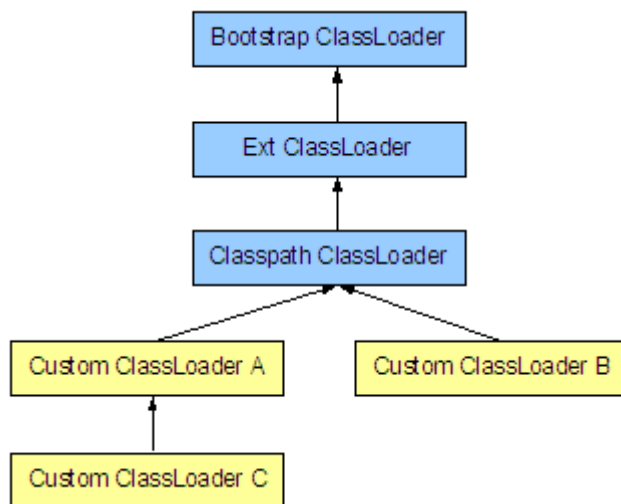 Bootstrap ClassLoader
Ext ClassLoader
Classpath ClassLoader
Custom ClassLoader A
Custom ClassLoader B
Custom ClassLoader C